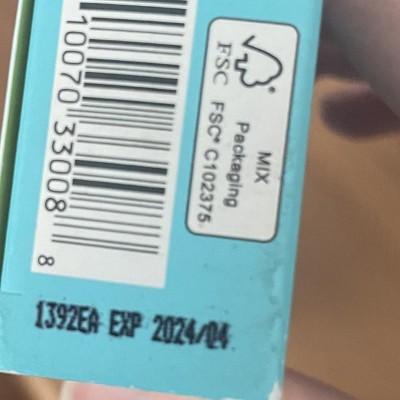 10070 33008 8
FSC
MIX
Packaging
FSC® C102375
1392EA EXP 2024/04